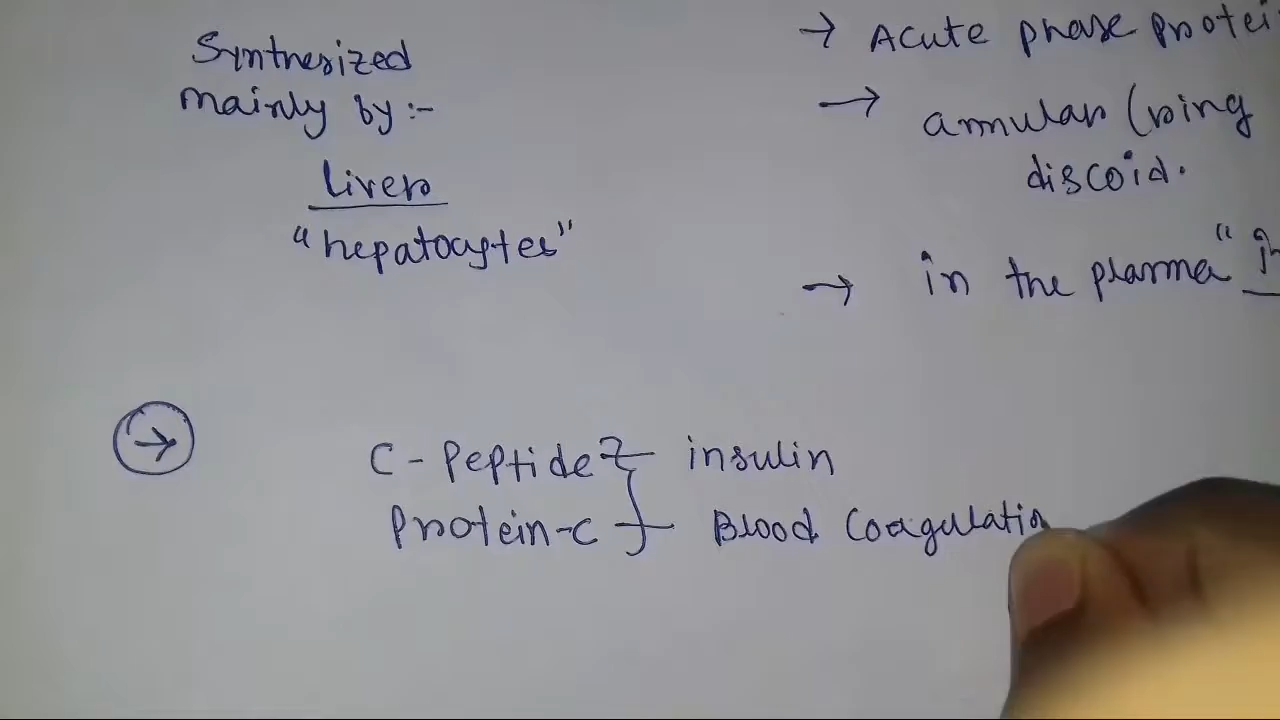 Synthesized
mainly by :-
Liver
"hepatocytes"
→ Acute phase protei
→ annular (ring
discoid.
→ in the plasma "
→
C - Peptide - insulin
Protein-C - Blood Coagulatio